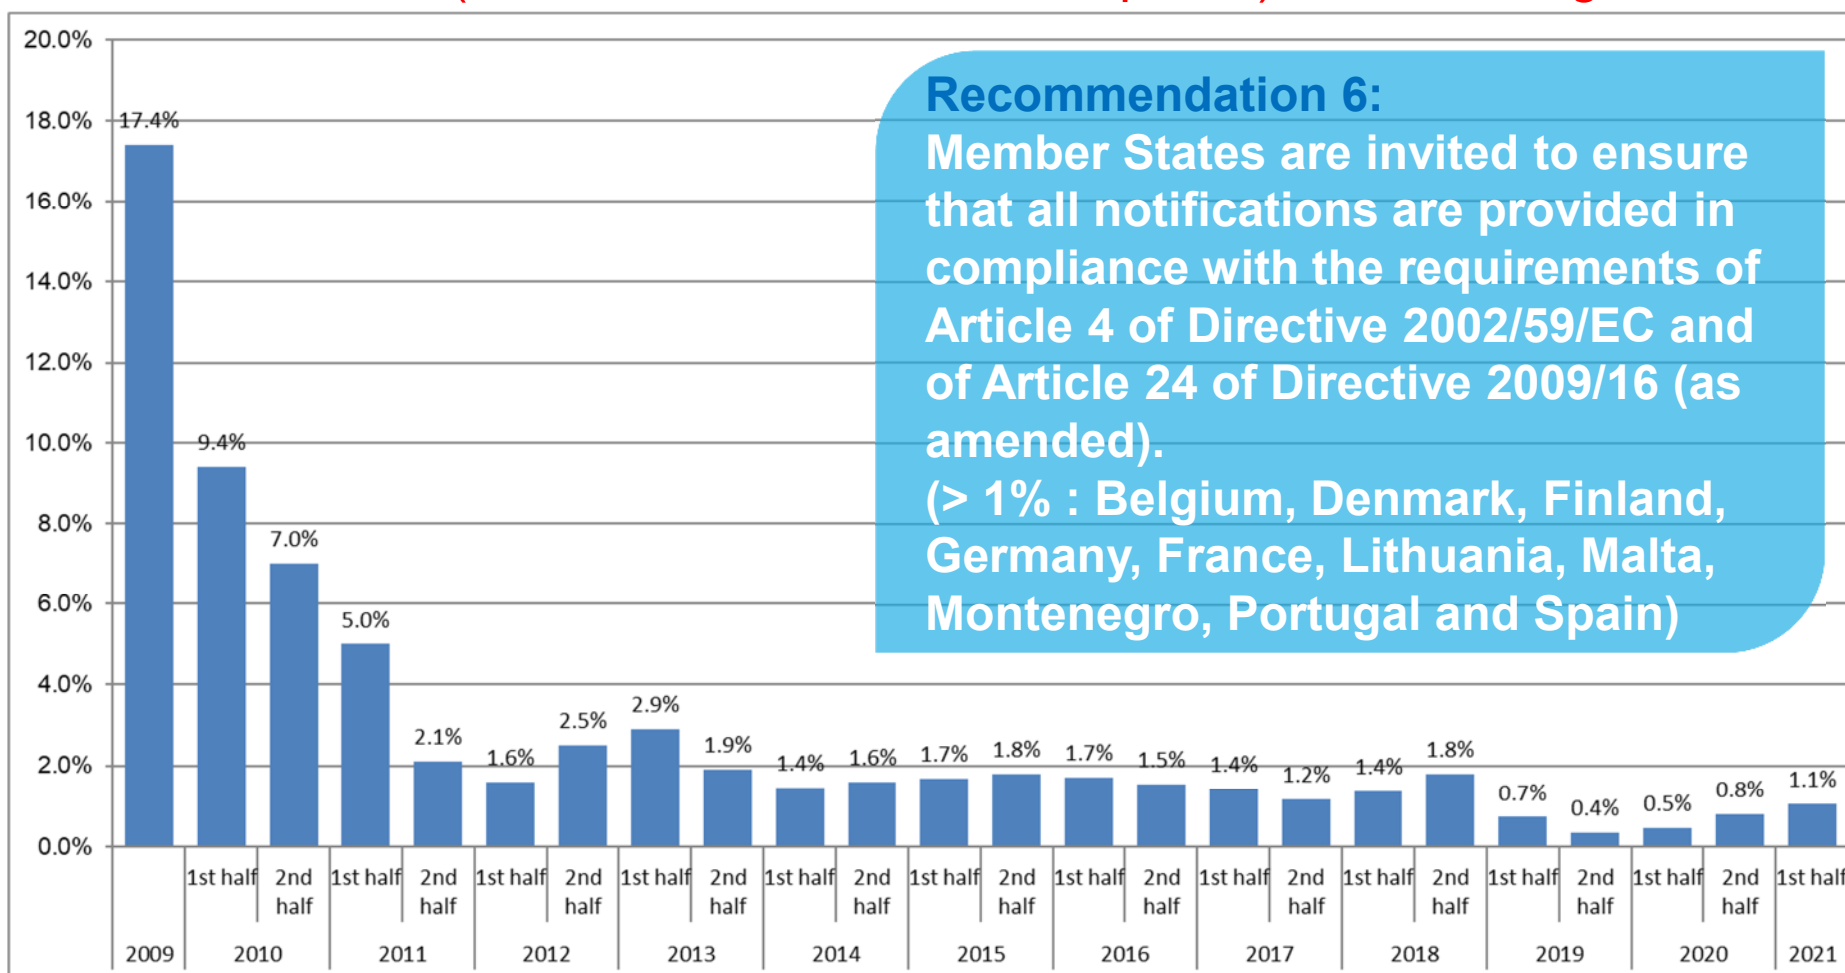 20.0%
18.0%
16.0%
14.0%
12.0%
10.0%
8.0%
6.0%
4.0%
2.0%
0.0%
17.4%
9.4%
7.0%
5.0%
2.1%
1.6%
2.5%
2.9%
1.9%
1.4%
1.6%
1.7%
1.8%
1.7%
1.5%
1.4%
1.2%
1.4%
1.8%
0.7%
0.4%
0.5%
0.8%
1.1%
Recommendation 6:
Member States are invited to ensure
that all notifications are provided in
compliance with the requirements of
Article 4 of Directive 2002/59/EC and
of Article 24 of Directive 2009/16 (as
amended).
(> 1% : Belgium, Denmark, Finland,
Germany, France, Lithuania, Malta,
Montenegro, Portugal and Spain)
1st half 2nd half 1st half 2nd half 1st half 2nd half 1st half 2nd half 1st half 2nd half 1st half 2nd half 1st half 2nd half 1st half 2nd half 1st half 2nd half 1st half 2nd half 1st half 2nd half 1st half
2009 2010 2011 2012 2013 2014 2015 2016 2017 2018 2019 2020 2021